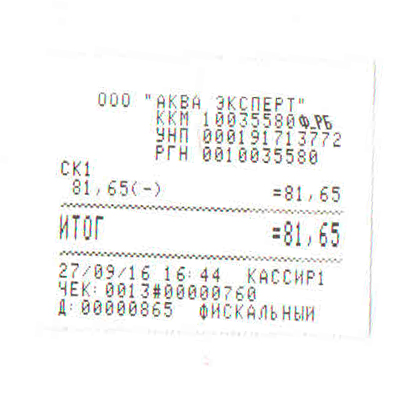 ООО "АКВА ЭКСПЕРТ"
ККМ 10035580Ф.РБ
УНП 000191713772
РГН 0010035580
СК1
81,65(-) =81,65
ИТОГ =81,65
27/09/16 16:44 КАССИР1
ЧЕК:0013#00000760
Д:00000865 ФИСКАЛЬНЫЙ